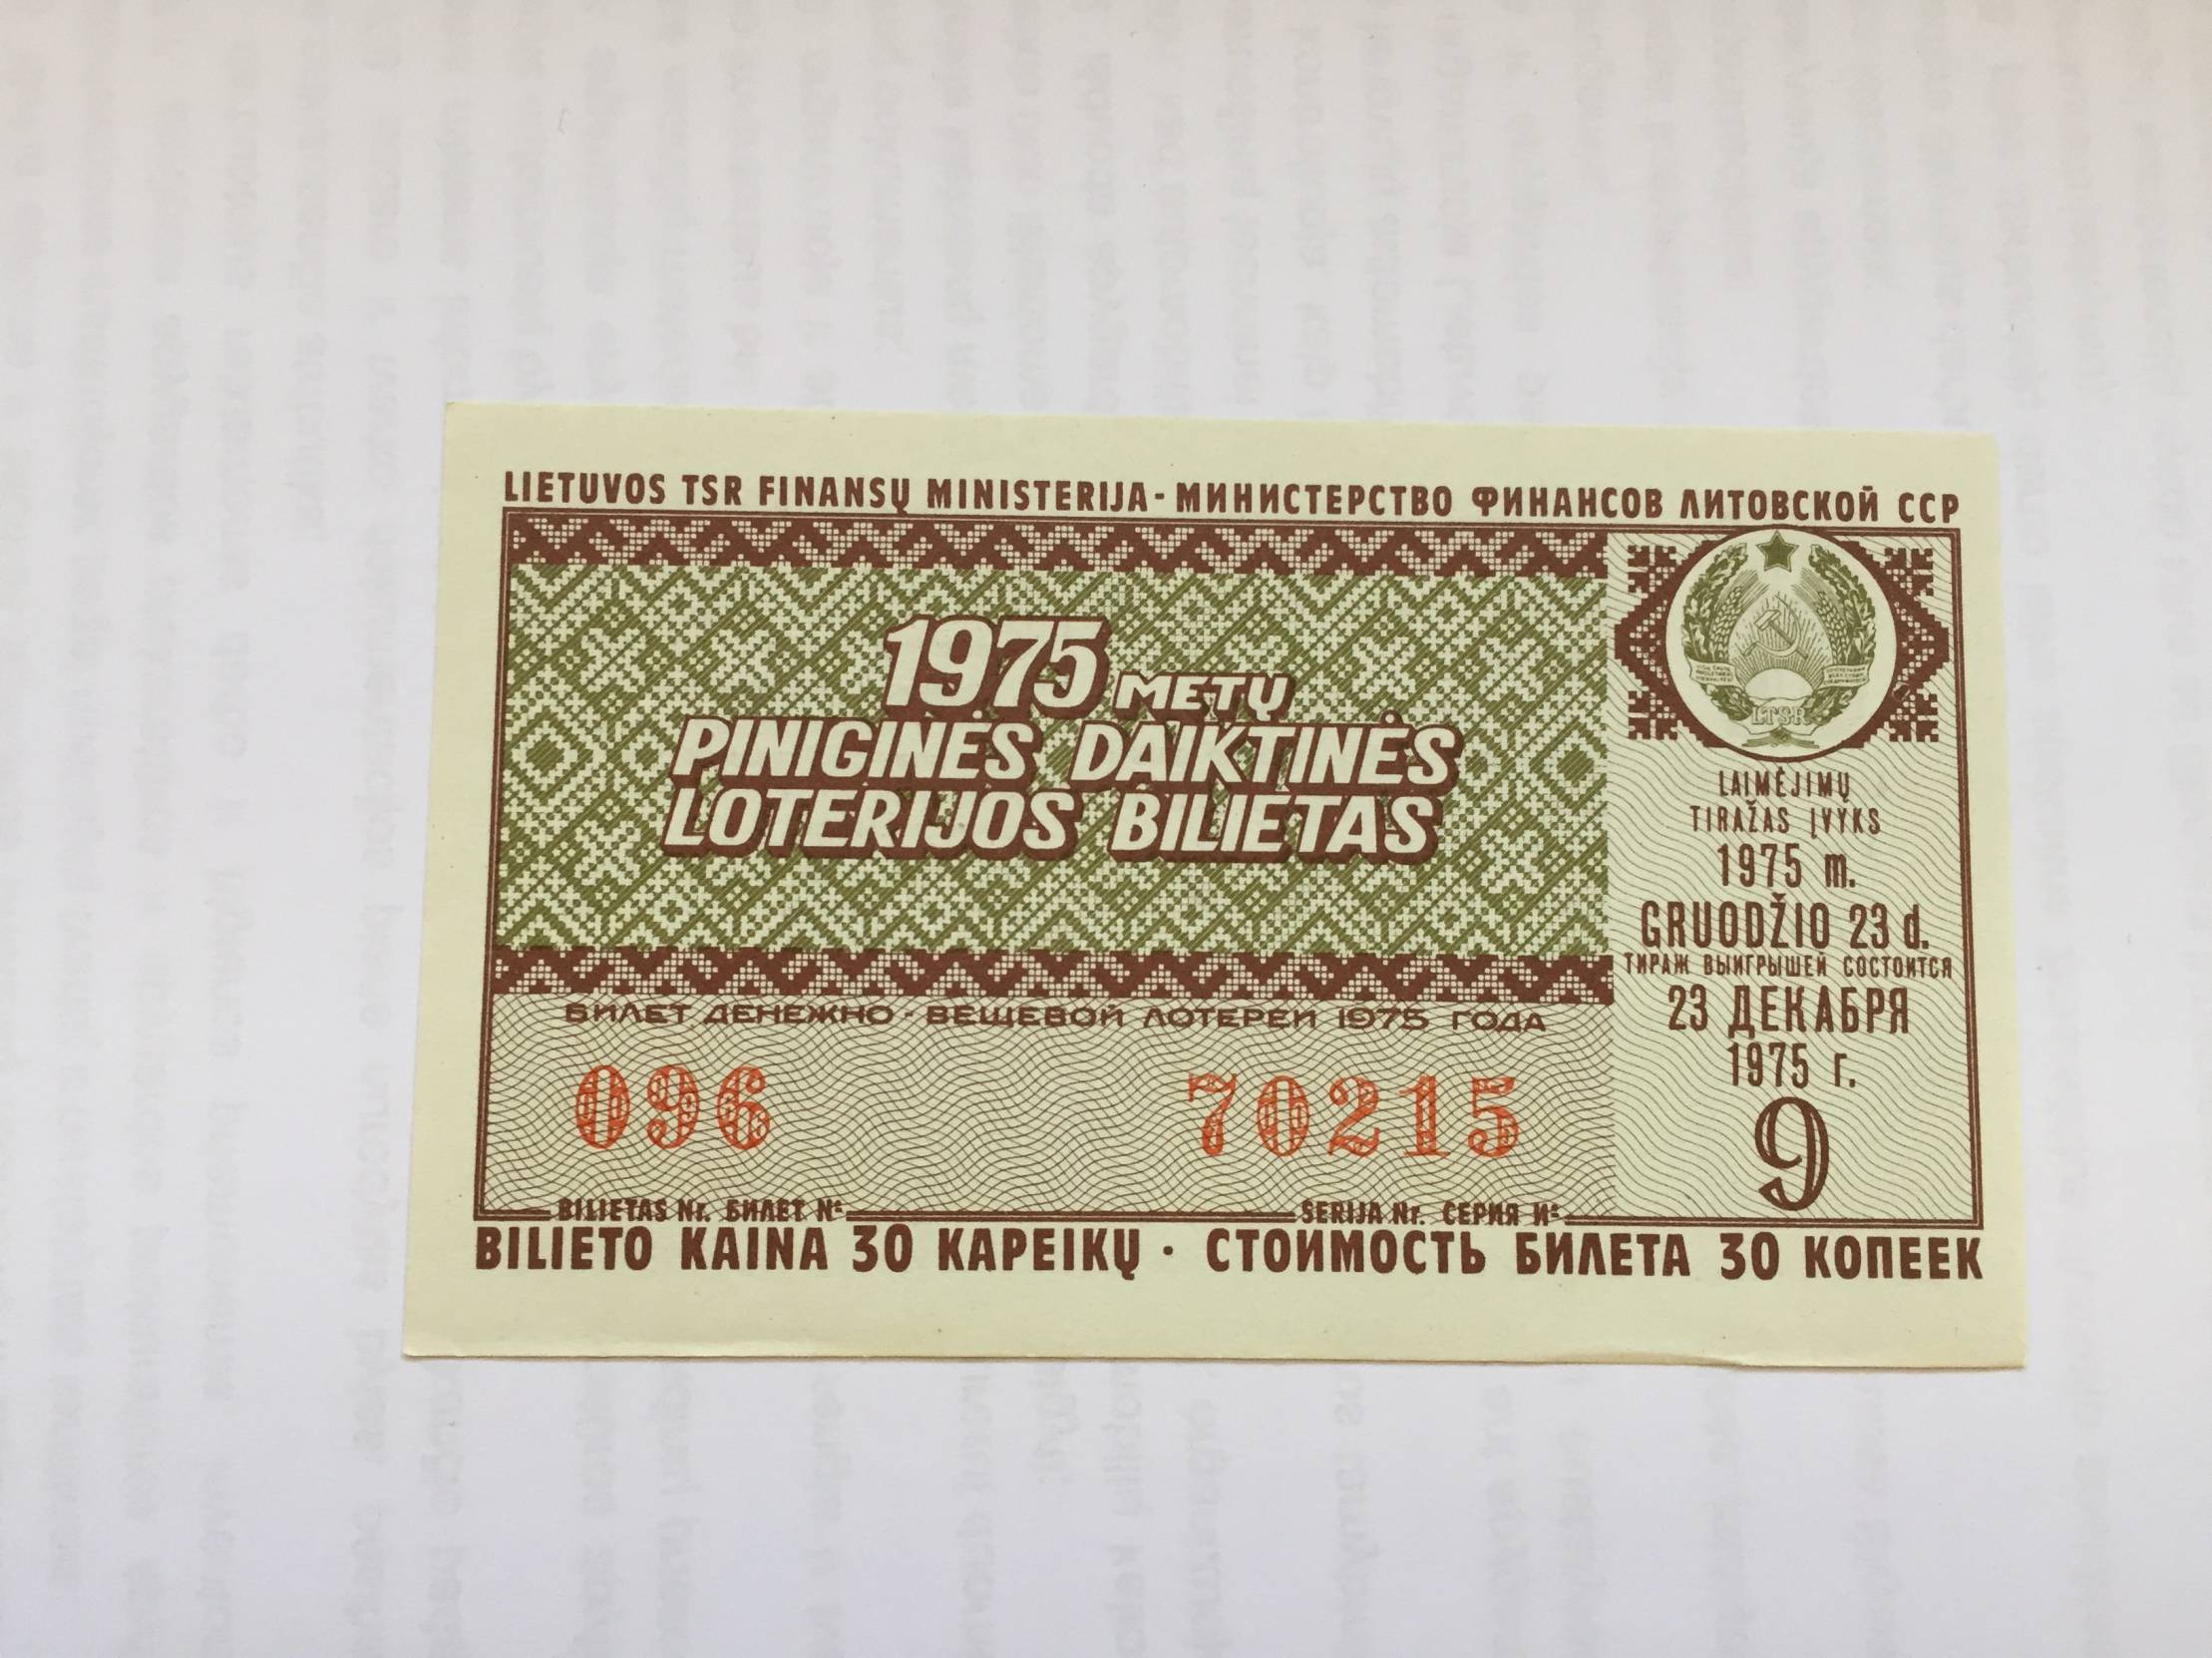 LIETUVOS TSR FINANSŲ MINISTERIJA - МИНИСТЕРСТВО ФИНАНСОВ ЛИТОВСКОЙ ССР
1975 METŲ
PINIGINĖS DAIKTINĖS
LOTERIJOS BILIETAS
LTSR
LAIMĖJIMŲ
TIRAŽAS ĮVYKS
1975 m.
GRUODŽIO 23 d.
ТИРАЖ ВЫИГРЫШЕЙ СОСТОИТСЯ
23 ДЕКАБРЯ
1975 г.
9
БИЛЕТ ДЕНЕЖНО - ВЕЩЕВОЙ ЛОТЕРЕИ 1975 ГОДА
096 70215
BILIETAS Nr. БИЛЕТ № SERIJA Nr. СЕРИЯ №
BILIETO KAINA 30 KAPEIKŲ · СТОИМОСТЬ БИЛЕТА 30 КОПЕЕК